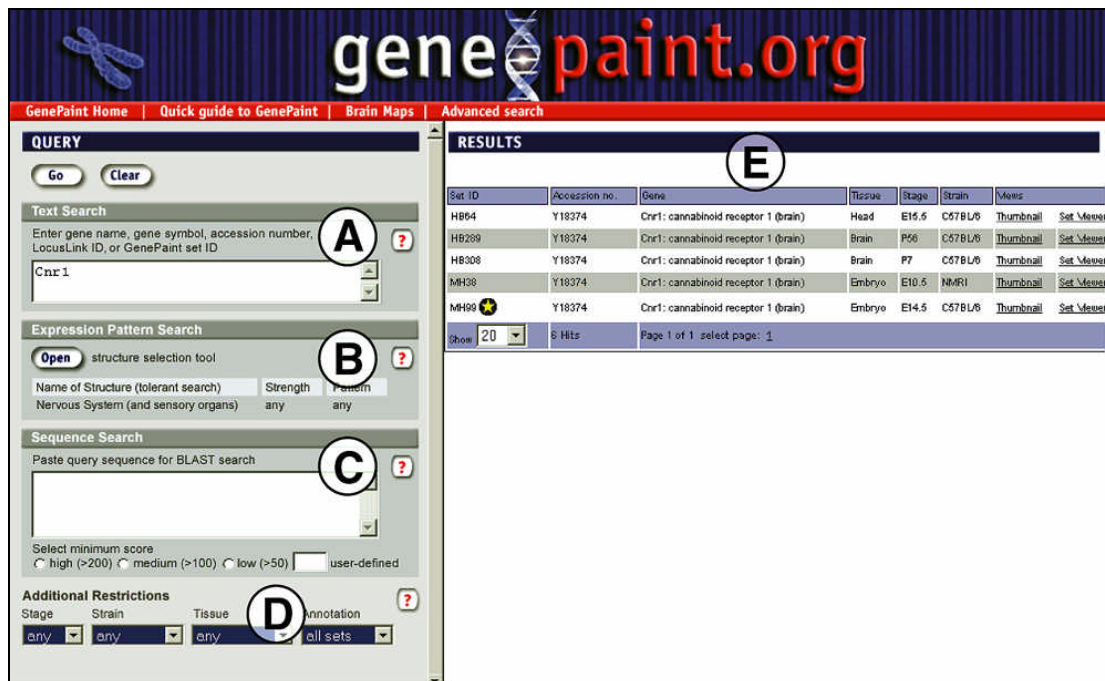 genepaint.org
GenePaint Home | Quick guide to GenePaint | Brain Maps | Advanced search
QUERY
Go Clear
Text Search
Enter gene name, gene symbol, accession number,
LocusLink ID, or GenePaint set ID
A
?
Cnr1
Expression Pattern Search
Open structure selection tool
B
?
Name of Structure (tolerant search) Strength Pattern
Nervous System (and sensory organs) any any
Sequence Search
Paste query sequence for BLAST search
C
?
Select minimum score
high (>200) medium (>100) low (>50) user-defined
Additional Restrictions
?
Stage Strain Tissue D Annotation
any any any all sets
RESULTS
E
Set ID Accession no. Gene Tissue Stage Strain Views
HB64 Y18374 Cnr1: cannabinoid receptor 1 (brain) Head E15.5 C57BL/6 Thumbnail Set Viewer
HB289 Y18374 Cnr1: cannabinoid receptor 1 (brain) Brain P56 C57BL/6 Thumbnail Set Viewer
HB308 Y18374 Cnr1: cannabinoid receptor 1 (brain) Brain P7 C57BL/6 Thumbnail Set Viewer
MH38 Y18374 Cnr1: cannabinoid receptor 1 (brain) Embryo E10.5 NMRI Thumbnail Set Viewer
MH99 Y18374 Cnr1: cannabinoid receptor 1 (brain) Embryo E14.5 C57BL/6 Thumbnail Set Viewer
Show 20 6 Hits Page 1 of 1 select page: 1